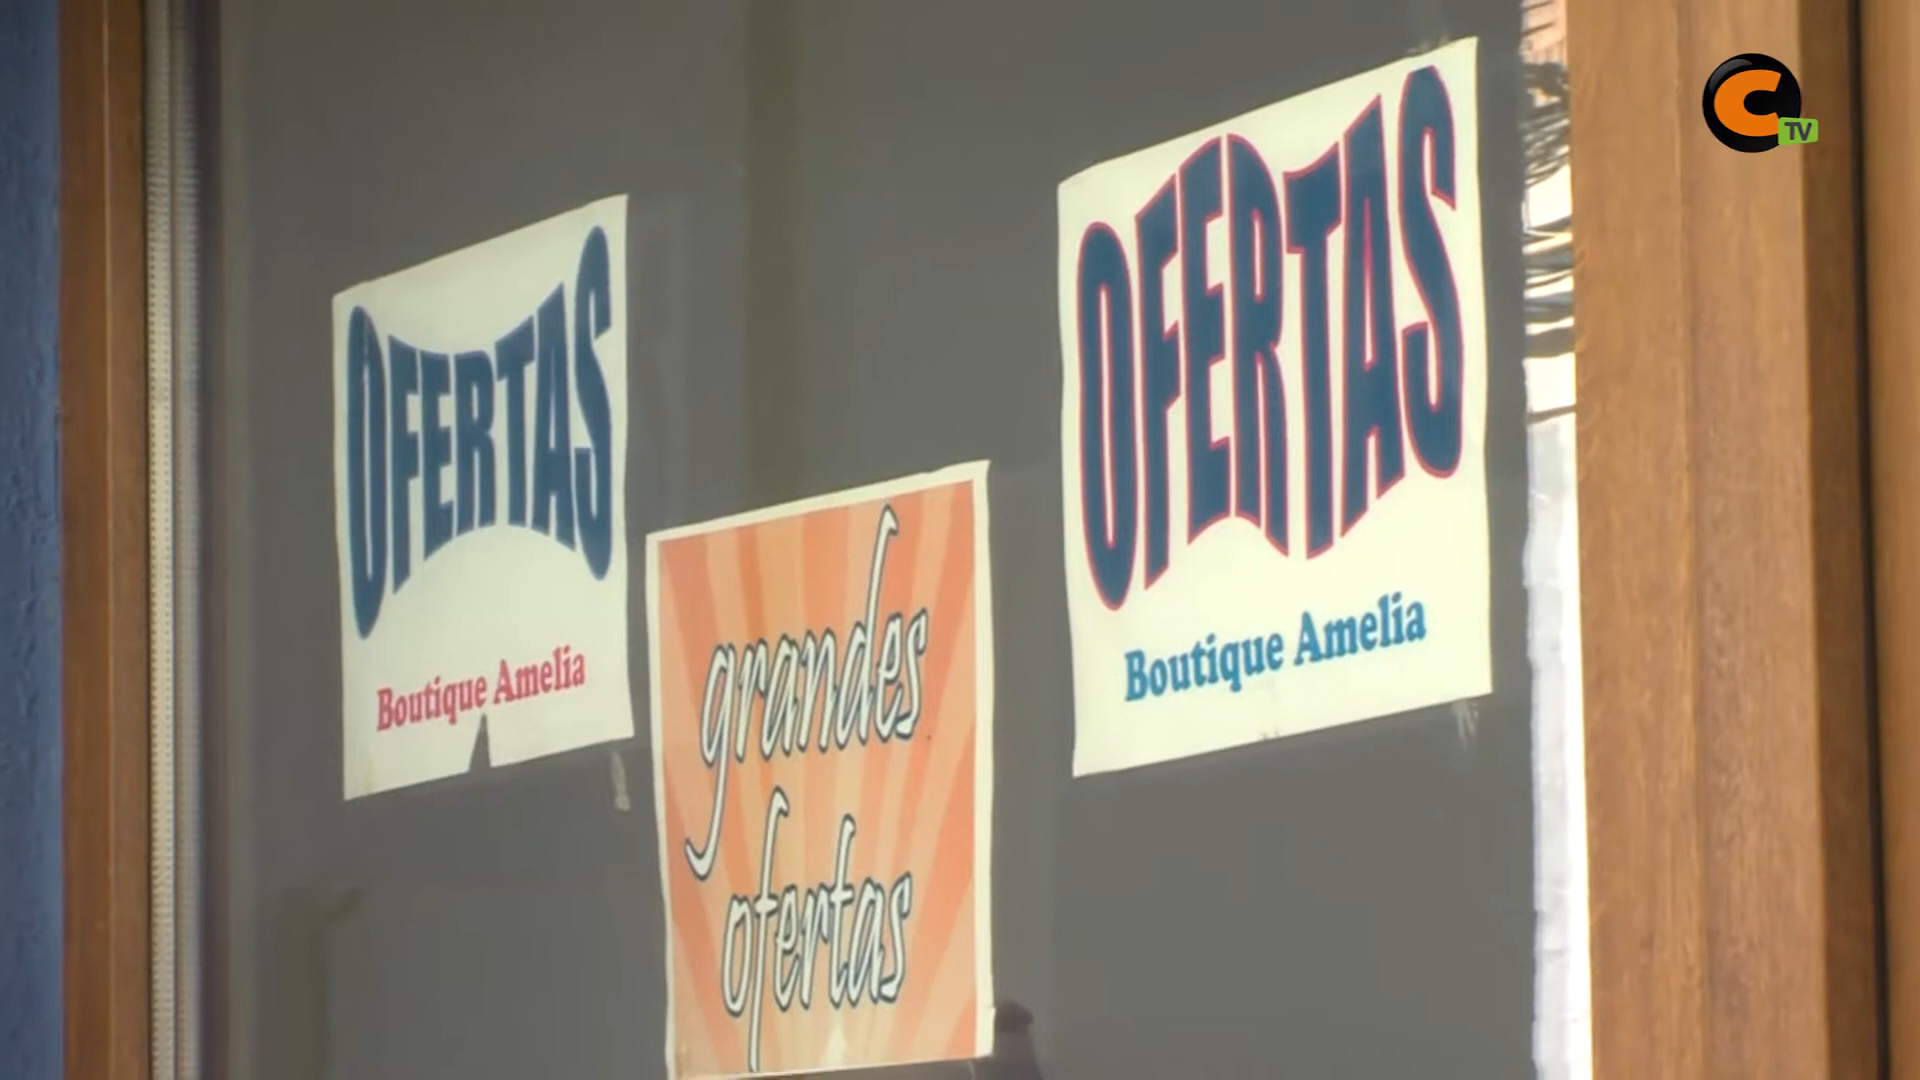 OFERTAS
Boutique Amelia
grandes
ofertas
OFERTAS
Boutique Amelia
C TV